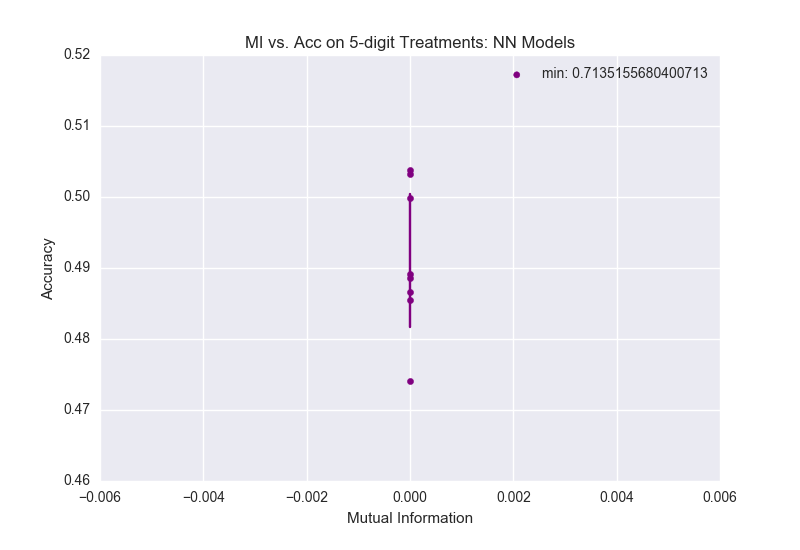 MI vs. Acc on 5-digit Treatments: NN Models
min: 0.7135155680400713
0.52
0.51
0.50
0.49
0.48
0.47
0.46
Accuracy
−0.006 −0.004 −0.002 0.000 0.002 0.004 0.006
Mutual Information